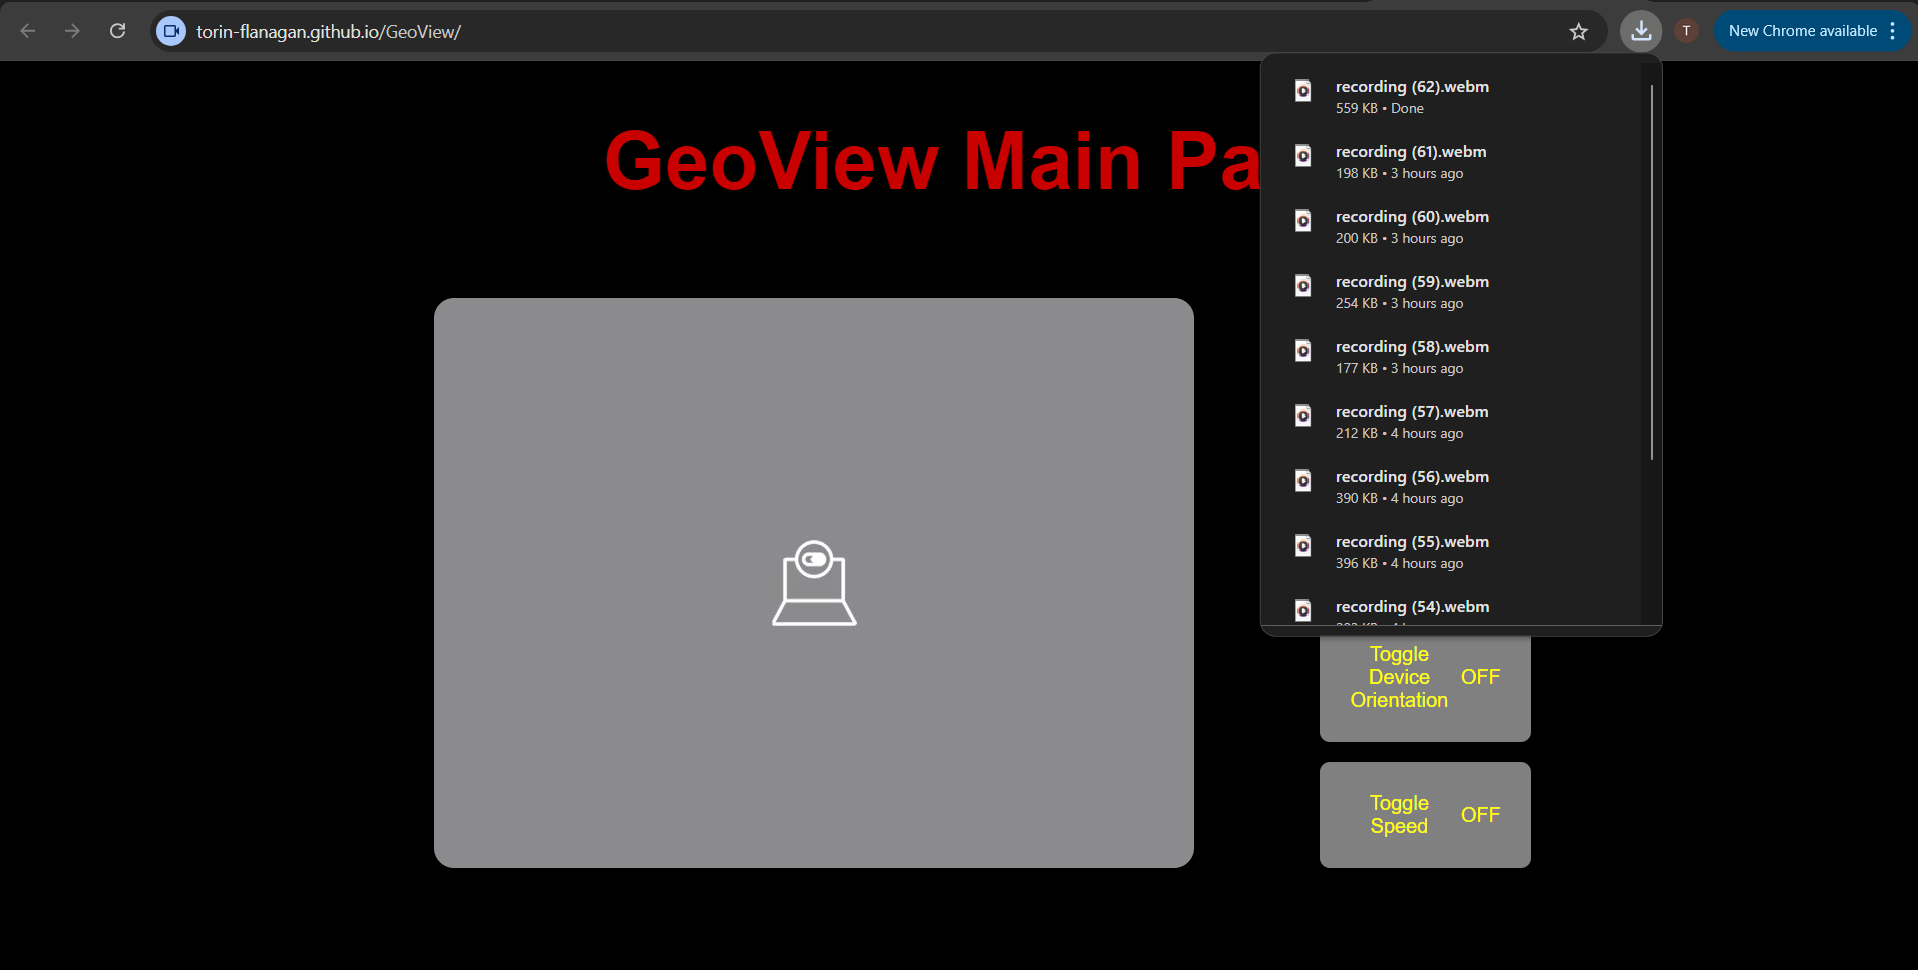 torin-flanagan.github.io/GeoView/
T
New Chrome available
recording (62).webm
559 KB • Done
recording (61).webm
198 KB • 3 hours ago
recording (60).webm
200 KB • 3 hours ago
recording (59).webm
254 KB • 3 hours ago
recording (58).webm
177 KB • 3 hours ago
recording (57).webm
212 KB • 4 hours ago
recording (56).webm
390 KB • 4 hours ago
recording (55).webm
396 KB • 4 hours ago
recording (54).webm
GeoView Main Pa
Toggle
Device
Orientation
OFF
Toggle
Speed
OFF